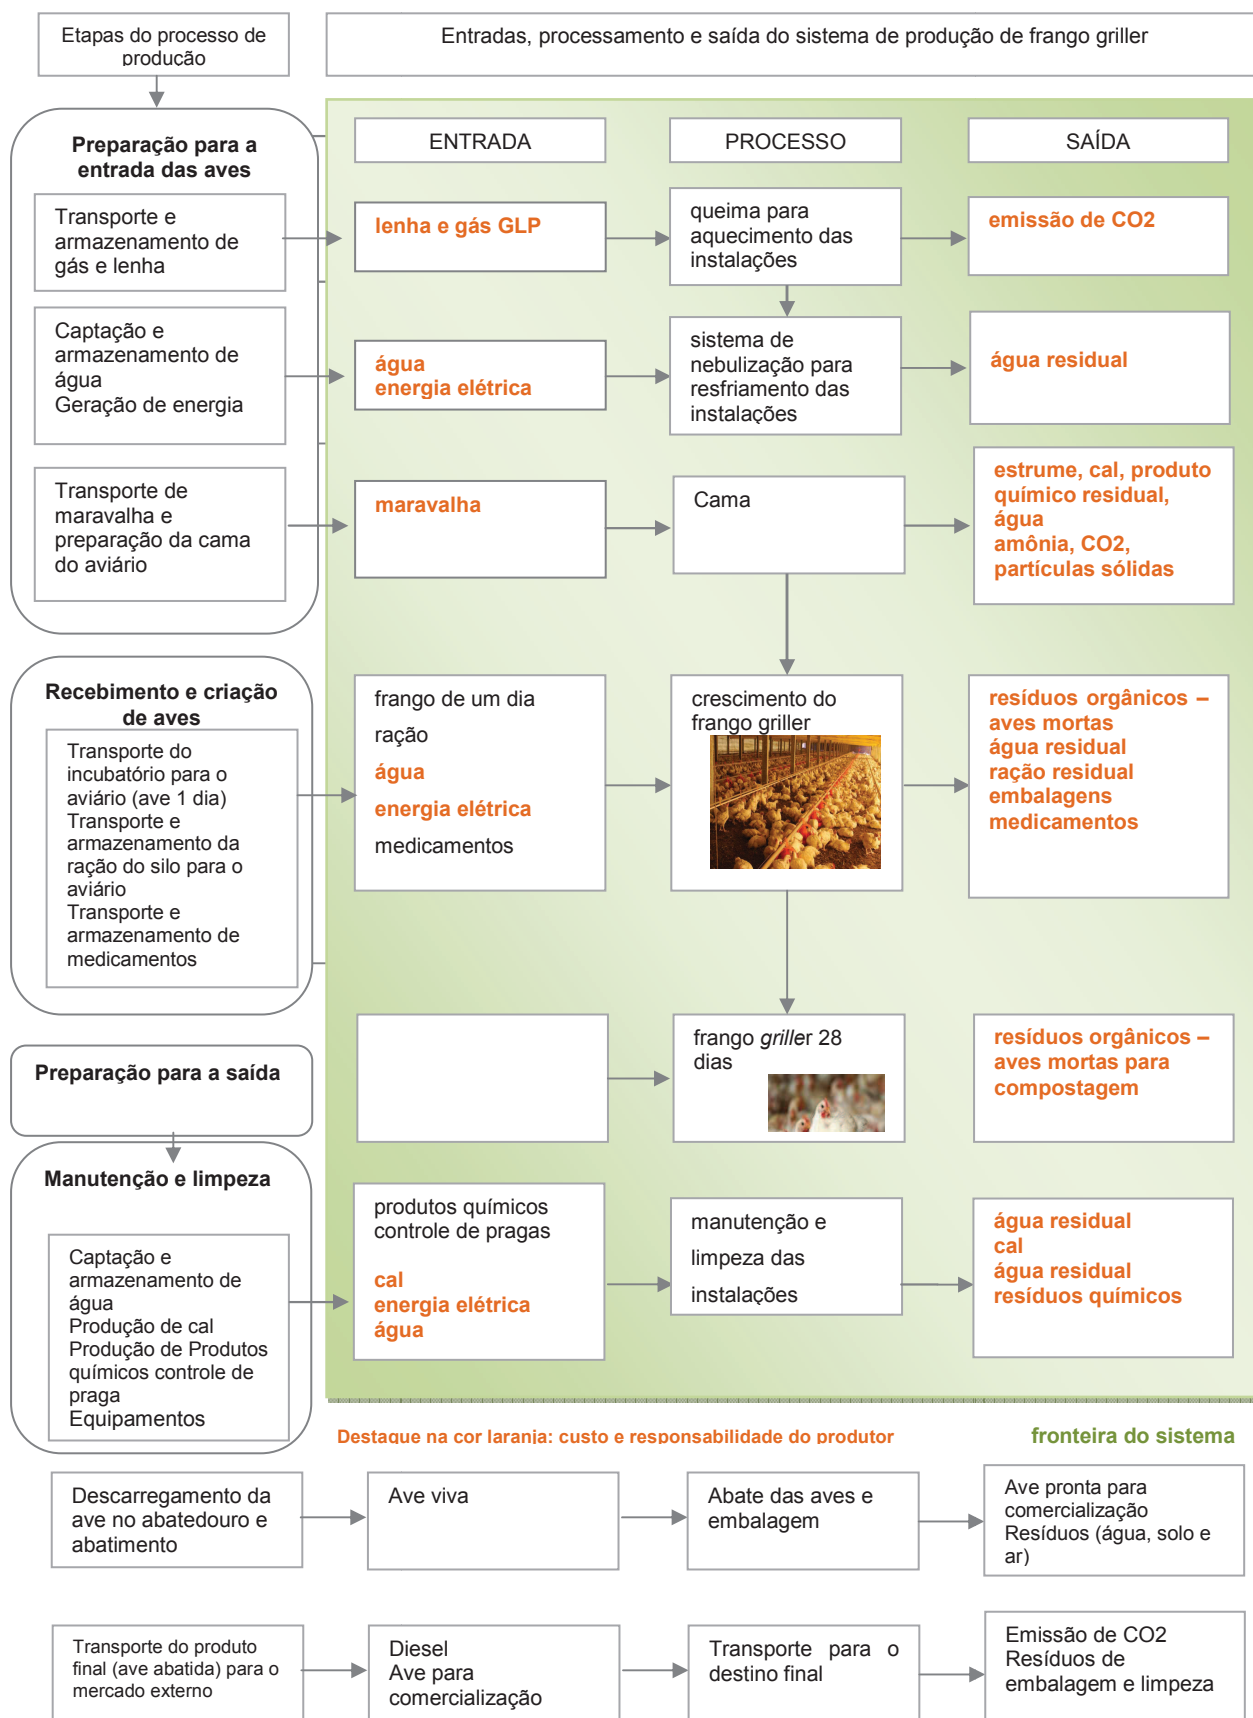 Etapas do processo de
produção
Entradas, processamento e saída do sistema de produção de frango griller
Preparação para a
entrada das aves
ENTRADA
PROCESSO
SAÍDA
Transporte e
armazenamento de
gás e lenha
lenha e gás GLP
queima para
aquecimento das
instalações
emissão de CO2
Captação e
armazenamento de
água
Geração de energia
água
energia elétrica
sistema de
nebulização para
resfriamento das
instalações
água residual
Transporte de
maravalha e
preparação da cama
do aviário
maravalha
Cama
estrume, cal, produto
químico residual,
água
amônia, CO2,
partículas sólidas
Recebimento e criação
de aves
Transporte do
incubatório para o
aviário (ave 1 dia)
Transporte e
armazenamento da
ração do silo para o
aviário
Transporte e
armazenamento de
medicamentos
frango de um dia
ração
água
energia elétrica
medicamentos
crescimento do
frango griller
resíduos orgânicos –
aves mortas
água residual
ração residual
embalagens
medicamentos
Preparação para a saída
frango griller 28
dias
resíduos orgânicos –
aves mortas para
compostagem
Manutenção e limpeza
Captação e
armazenamento de
água
Produção de cal
Produção de Produtos
químicos controle de
praga
Equipamentos
produtos químicos
controle de pragas
cal
energia elétrica
água
manutenção e
limpeza das
instalações
água residual
cal
água residual
resíduos químicos
Destaque na cor laranja: custo e responsabilidade do produtor
fronteira do sistema
Descarregamento da
ave no abatedouro e
abatimento
Ave viva
Abate das aves e
embalagem
Ave pronta para
comercialização
Resíduos (água, solo e
ar)
Transporte do produto
final (ave abatida) para o
mercado externo
Diesel
Ave para
comercialização
Transporte para o
destino final
Emissão de CO2
Resíduos de
embalagem e limpeza